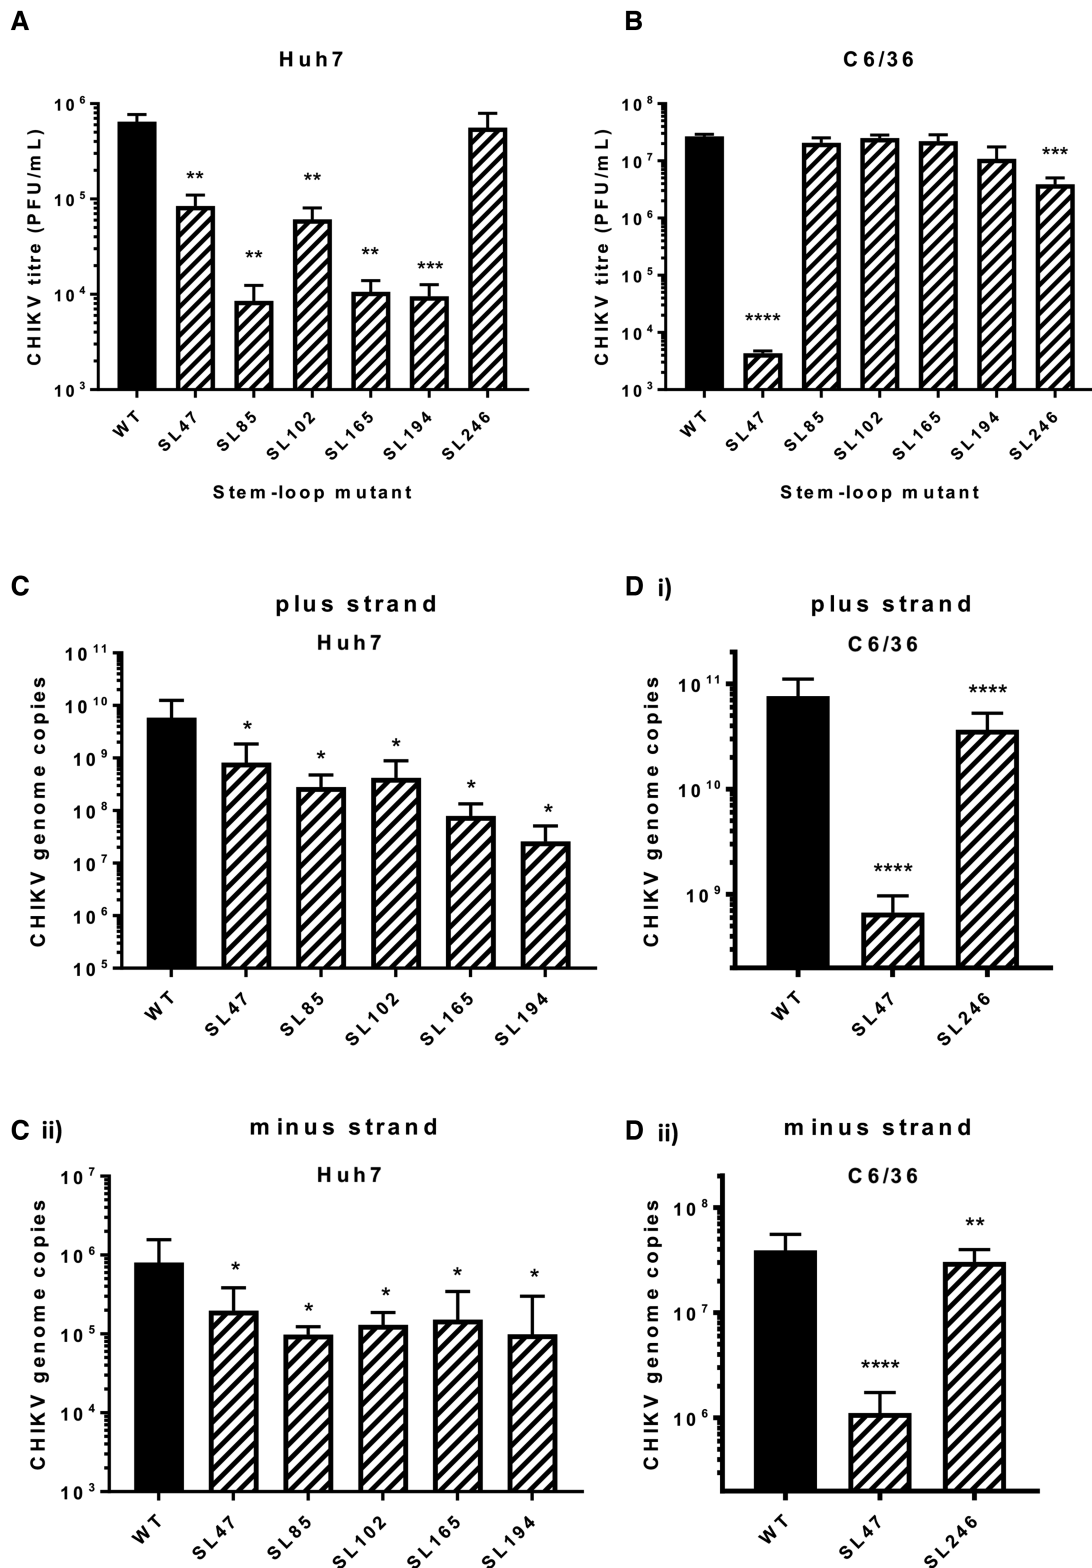 A
Huh7
CHIKV titre (PFU/mL)
10^6
10^5
10^4
10^3
**
**
**
**
***
WT
SL47
SL85
SL102
SL165
SL194
SL246
Stem-loop mutant
B
C6/36
CHIKV titre (PFU/mL)
10^8
10^7
10^6
10^5
10^4
10^3
****
***
WT
SL47
SL85
SL102
SL165
SL194
SL246
Stem-loop mutant
C
plus strand
Huh7
CHIKV genome copies
10^11
10^10
10^9
10^8
10^7
10^6
10^5
*
*
*
*
*
WT
SL47
SL85
SL102
SL165
SL194
D i)
plus strand
C6/36
CHIKV genome copies
10^11
10^10
10^9
****
****
WT
SL47
SL246
C ii)
minus strand
Huh7
CHIKV genome copies
10^7
10^6
10^5
10^4
10^3
*
*
*
*
*
WT
SL47
SL85
SL102
SL165
SL194
D ii)
minus strand
C6/36
CHIKV genome copies
10^8
10^7
10^6
****
**
WT
SL47
SL246